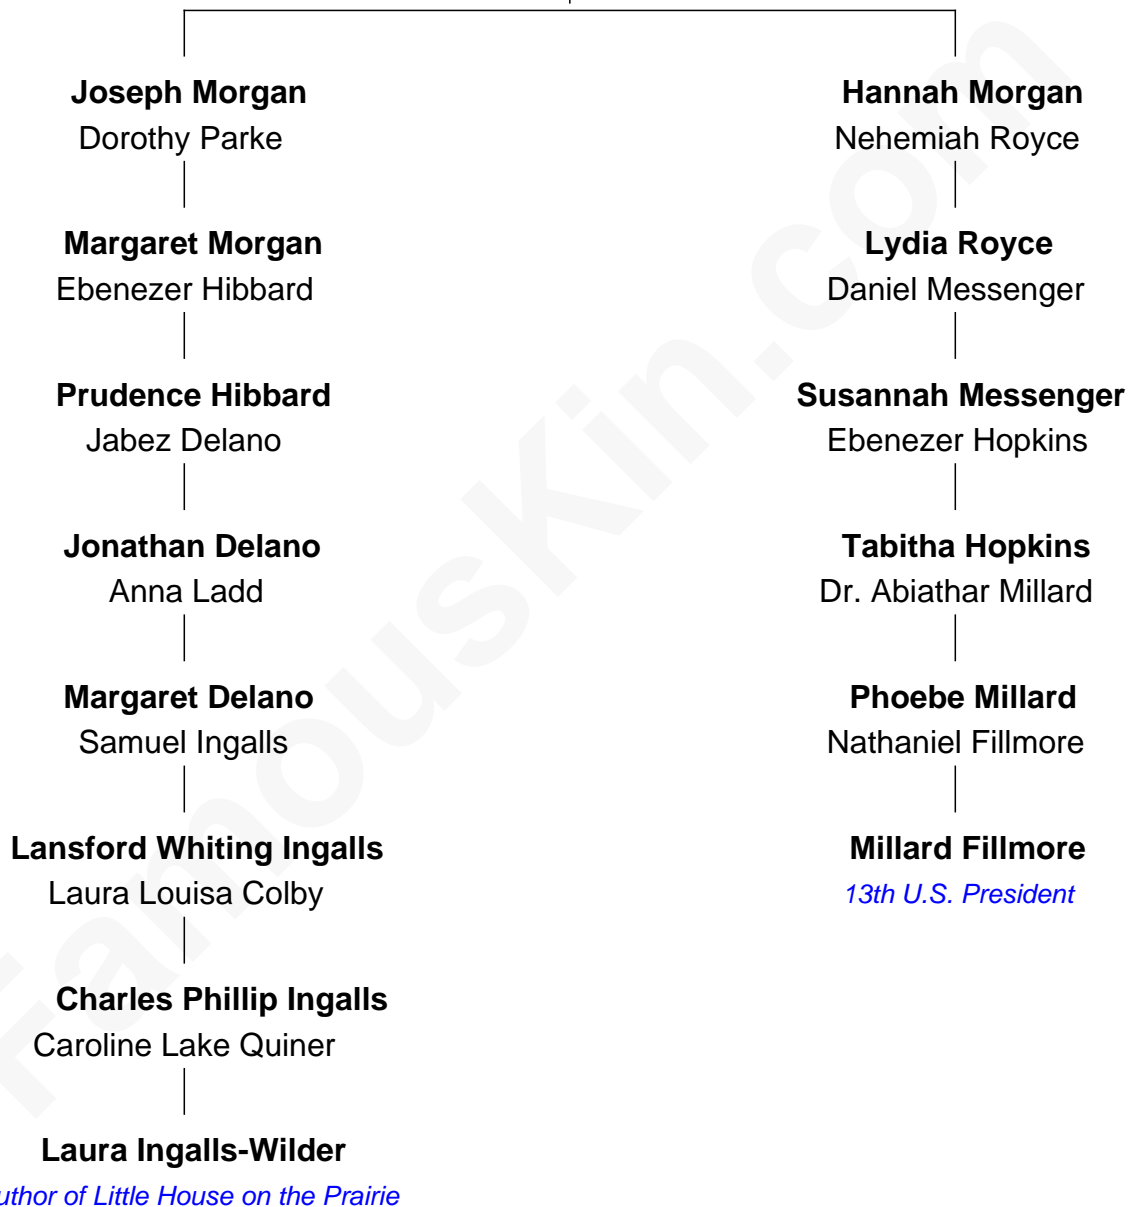 Joseph Morgan
Dorothy Parke
Margaret Morgan
Ebenezer Hibbard
Prudence Hibbard
Jabez Delano
Jonathan Delano
Anna Ladd
Margaret Delano
Samuel Ingalls
Lansford Whiting Ingalls
Laura Louisa Colby
Charles Phillip Ingalls
Caroline Lake Quiner
Laura Ingalls-Wilder
uthor of Little House on the Prairie
Hannah Morgan
Nehemiah Royce
Lydia Royce
Daniel Messenger
Susannah Messenger
Ebenezer Hopkins
Tabitha Hopkins
Dr. Abiathar Millard
Phoebe Millard
Nathaniel Fillmore
Millard Fillmore
13th U.S. President
FamousKin.com